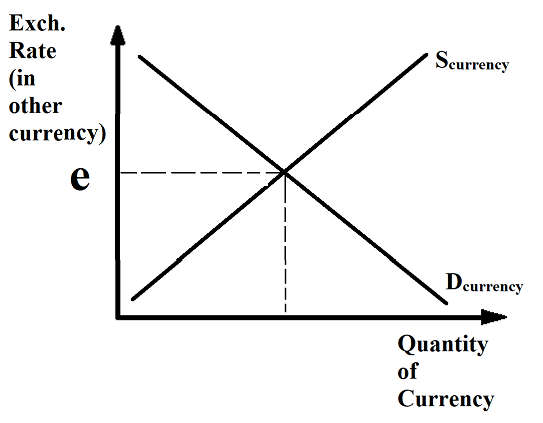 Exch.
Rate
(in
other
currency)
e
Scurrency
Dcurrency
Quantity
of
Currency